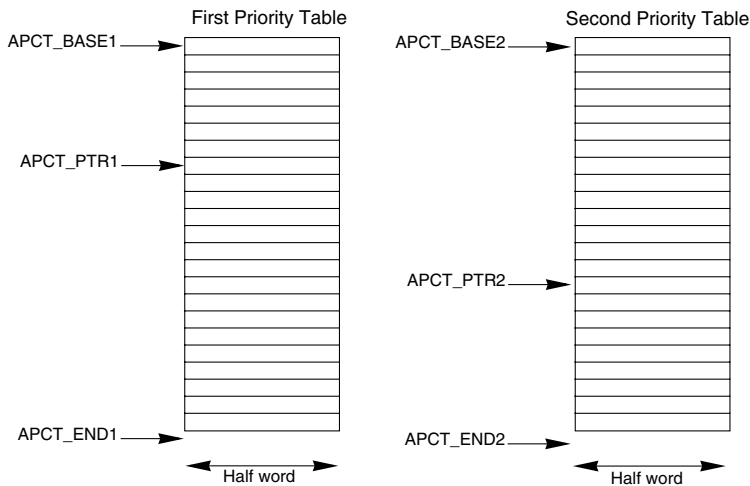 First Priority Table
APCT_BASE1
APCT_PTR1
APCT_END1
Half word
Second Priority Table
APCT_BASE2
APCT_PTR2
APCT_END2
Half word